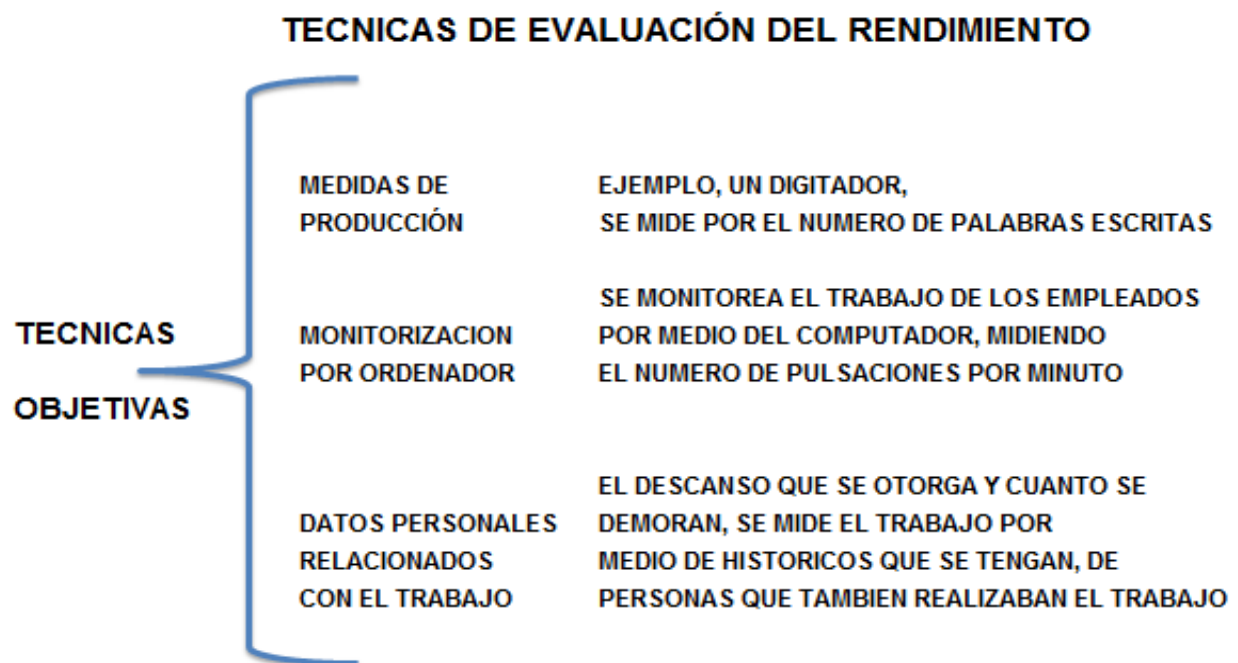 TECNICAS DE EVALUACIÓN DEL RENDIMIENTO
TECNICAS
OBJETIVAS
MEDIDAS DE
PRODUCCIÓN
EJEMPLO, UN DIGITADOR,
SE MIDE POR EL NUMERO DE PALABRAS ESCRITAS
MONITORIZACION
POR ORDENADOR
SE MONITOREA EL TRABAJO DE LOS EMPLEADOS
POR MEDIO DEL COMPUTADOR, MIDIENDO
EL NUMERO DE PULSACIONES POR MINUTO
DATOS PERSONALES
RELACIONADOS
CON EL TRABAJO
EL DESCANSO QUE SE OTORGA Y CUANTO SE
DEMORAN, SE MIDE EL TRABAJO POR
MEDIO DE HISTORICOS QUE SE TENGAN, DE
PERSONAS QUE TAMBIEN REALIZABAN EL TRABAJO